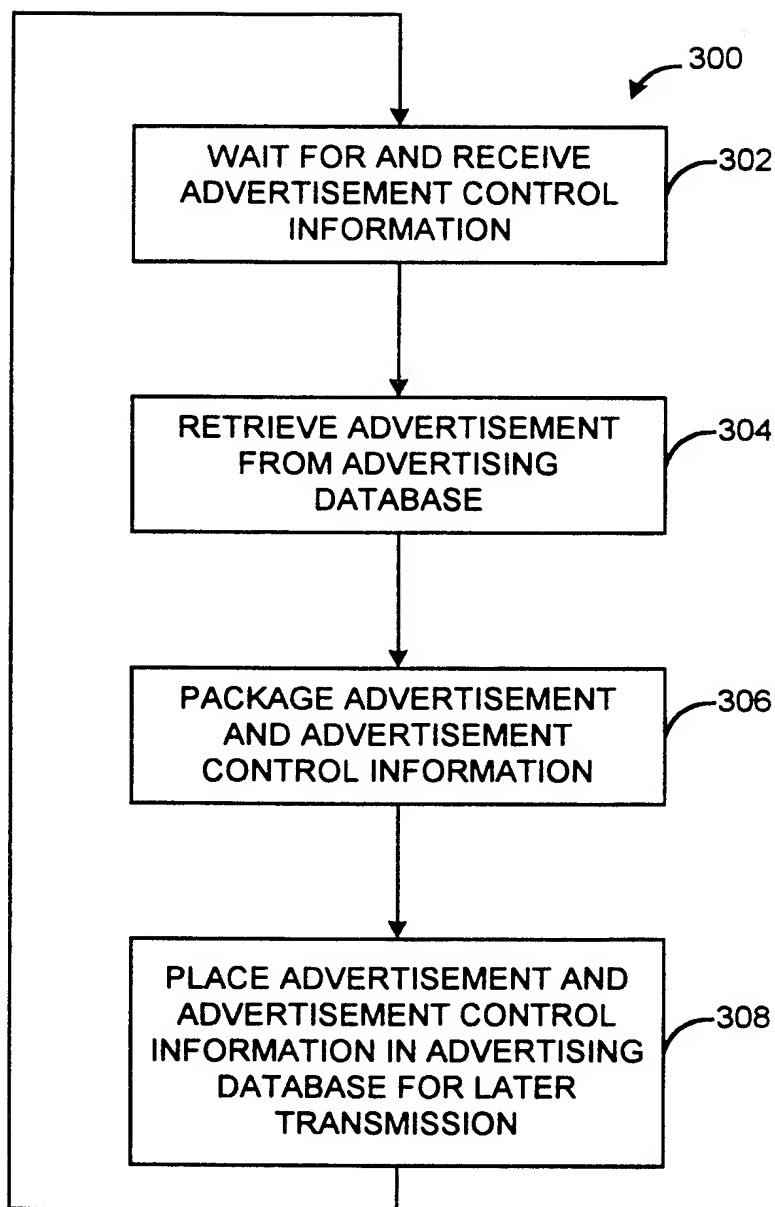 300
WAIT FOR AND RECEIVE
ADVERTISEMENT CONTROL
INFORMATION
302
RETRIEVE ADVERTISEMENT
FROM ADVERTISING
DATABASE
304
PACKAGE ADVERTISEMENT
AND ADVERTISEMENT
CONTROL INFORMATION
306
PLACE ADVERTISEMENT AND
ADVERTISEMENT CONTROL
INFORMATION IN ADVERTISING
DATABASE FOR LATER
TRANSMISSION
308